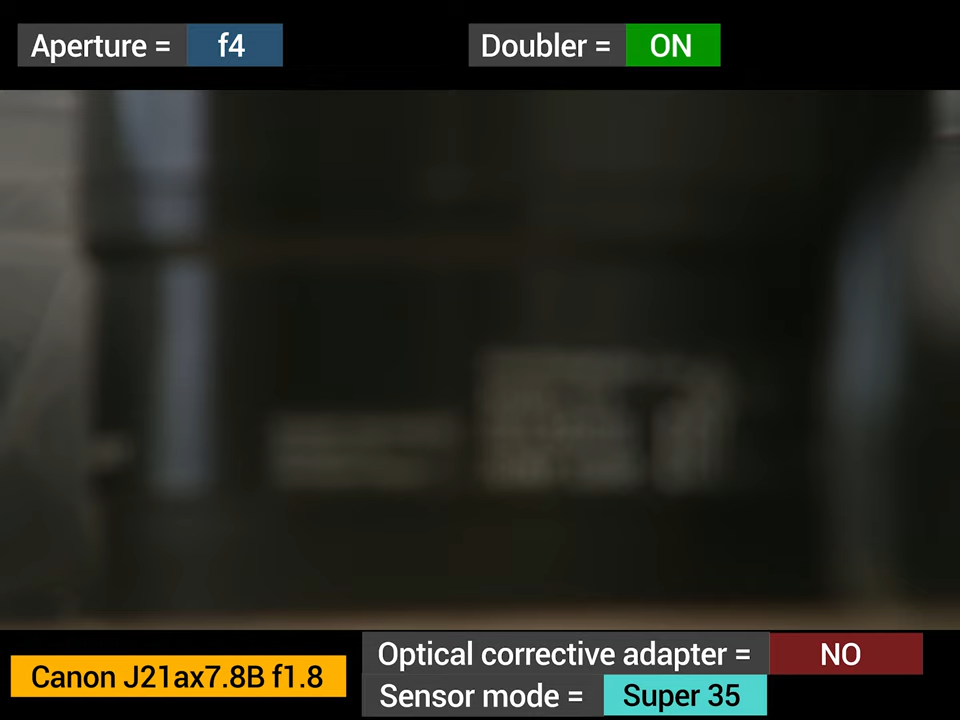 Aperture = f4
Doubler = ON
Canon J21ax7.8B f1.8
Optical corrective adapter = NO
Sensor mode = Super 35